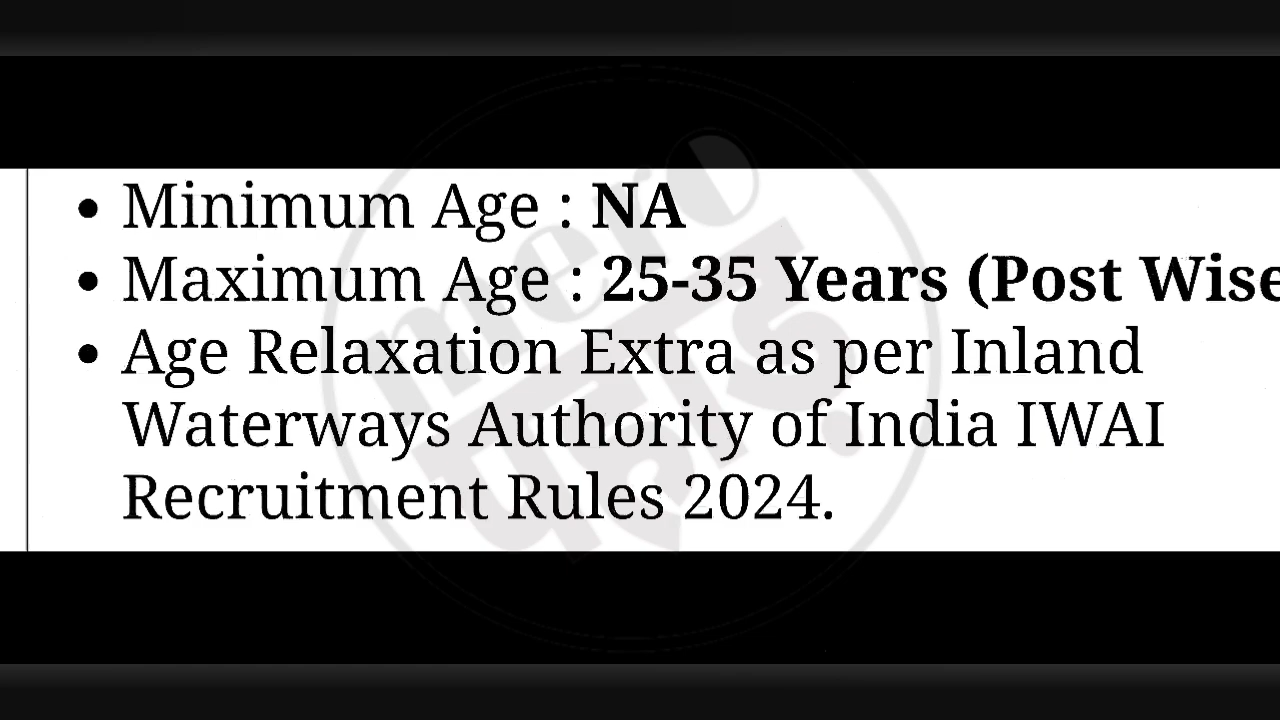 • Minimum Age : NA
• Maximum Age : 25-35 Years (Post Wise
• Age Relaxation Extra as per Inland
Waterways Authority of India IWAI
Recruitment Rules 2024.
mero